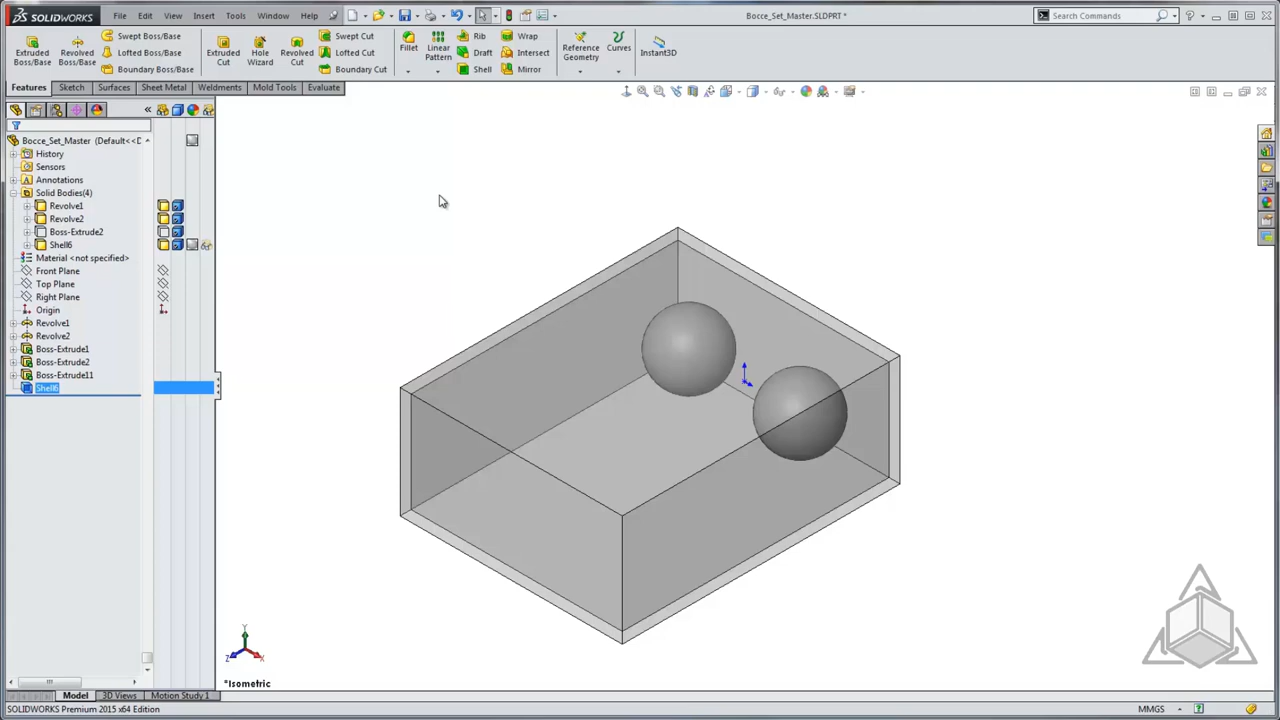 SOLIDWORKS File Edit View Insert Tools Window Help Bocce_Set_Master.SLDPRT * Search Commands
Extruded Boss/Base
Revolved Boss/Base
Swept Boss/Base
Lofted Boss/Base
Boundary Boss/Base
Extruded Cut
Hole Wizard
Revolved Cut
Swept Cut
Lofted Cut
Boundary Cut
Fillet
Linear Pattern
Rib
Draft
Shell
Wrap
Intersect
Mirror
Reference Geometry
Curves
Instant3D
Features Sketch Surfaces Sheet Metal Weldments Mold Tools Evaluate
Bocce_Set_Master (Default<<D
History
Sensors
Annotations
Solid Bodies(4)
Revolve1
Revolve2
Boss-Extrude2
Shell6
Material <not specified>
Front Plane
Top Plane
Right Plane
Origin
Revolve1
Revolve2
Boss-Extrude1
Boss-Extrude2
Boss-Extrude11
Shell6
Y
Z
X
*Isometric
Model 3D Views Motion Study 1
SOLIDWORKS Premium 2015 x64 Edition MMGS